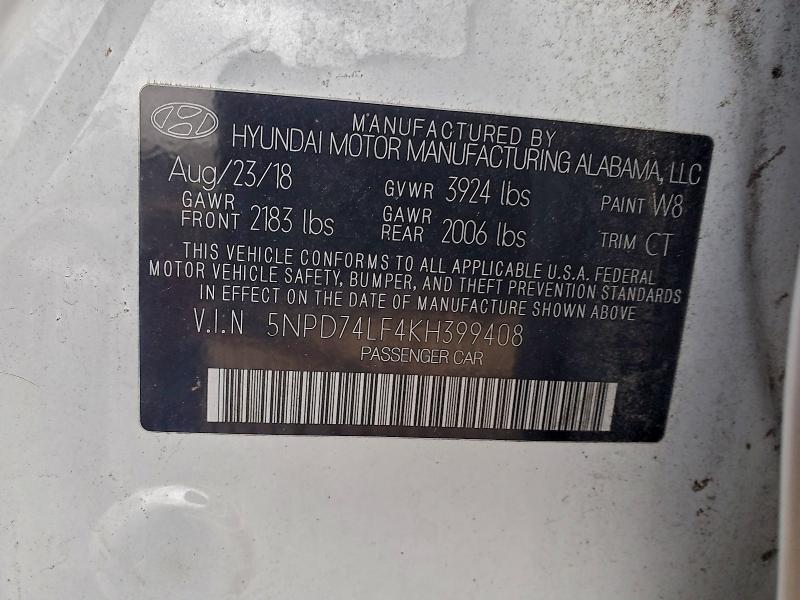 MANUFACTURED BY
HYUNDAI MOTOR MANUFACTURING ALABAMA, LLC
Aug/23/18 GVWR 3924 lbs PAINT W8
GAWR FRONT 2183 lbs GAWR REAR 2006 lbs TRIM CT
THIS VEHICLE CONFORMS TO ALL APPLICABLE U.S.A. FEDERAL
MOTOR VEHICLE SAFETY, BUMPER, AND THEFT PREVENTION STANDARDS
IN EFFECT ON THE DATE OF MANUFACTURE SHOWN ABOVE
V.I.N 5NPD74LF4KH399408
PASSENGER CAR